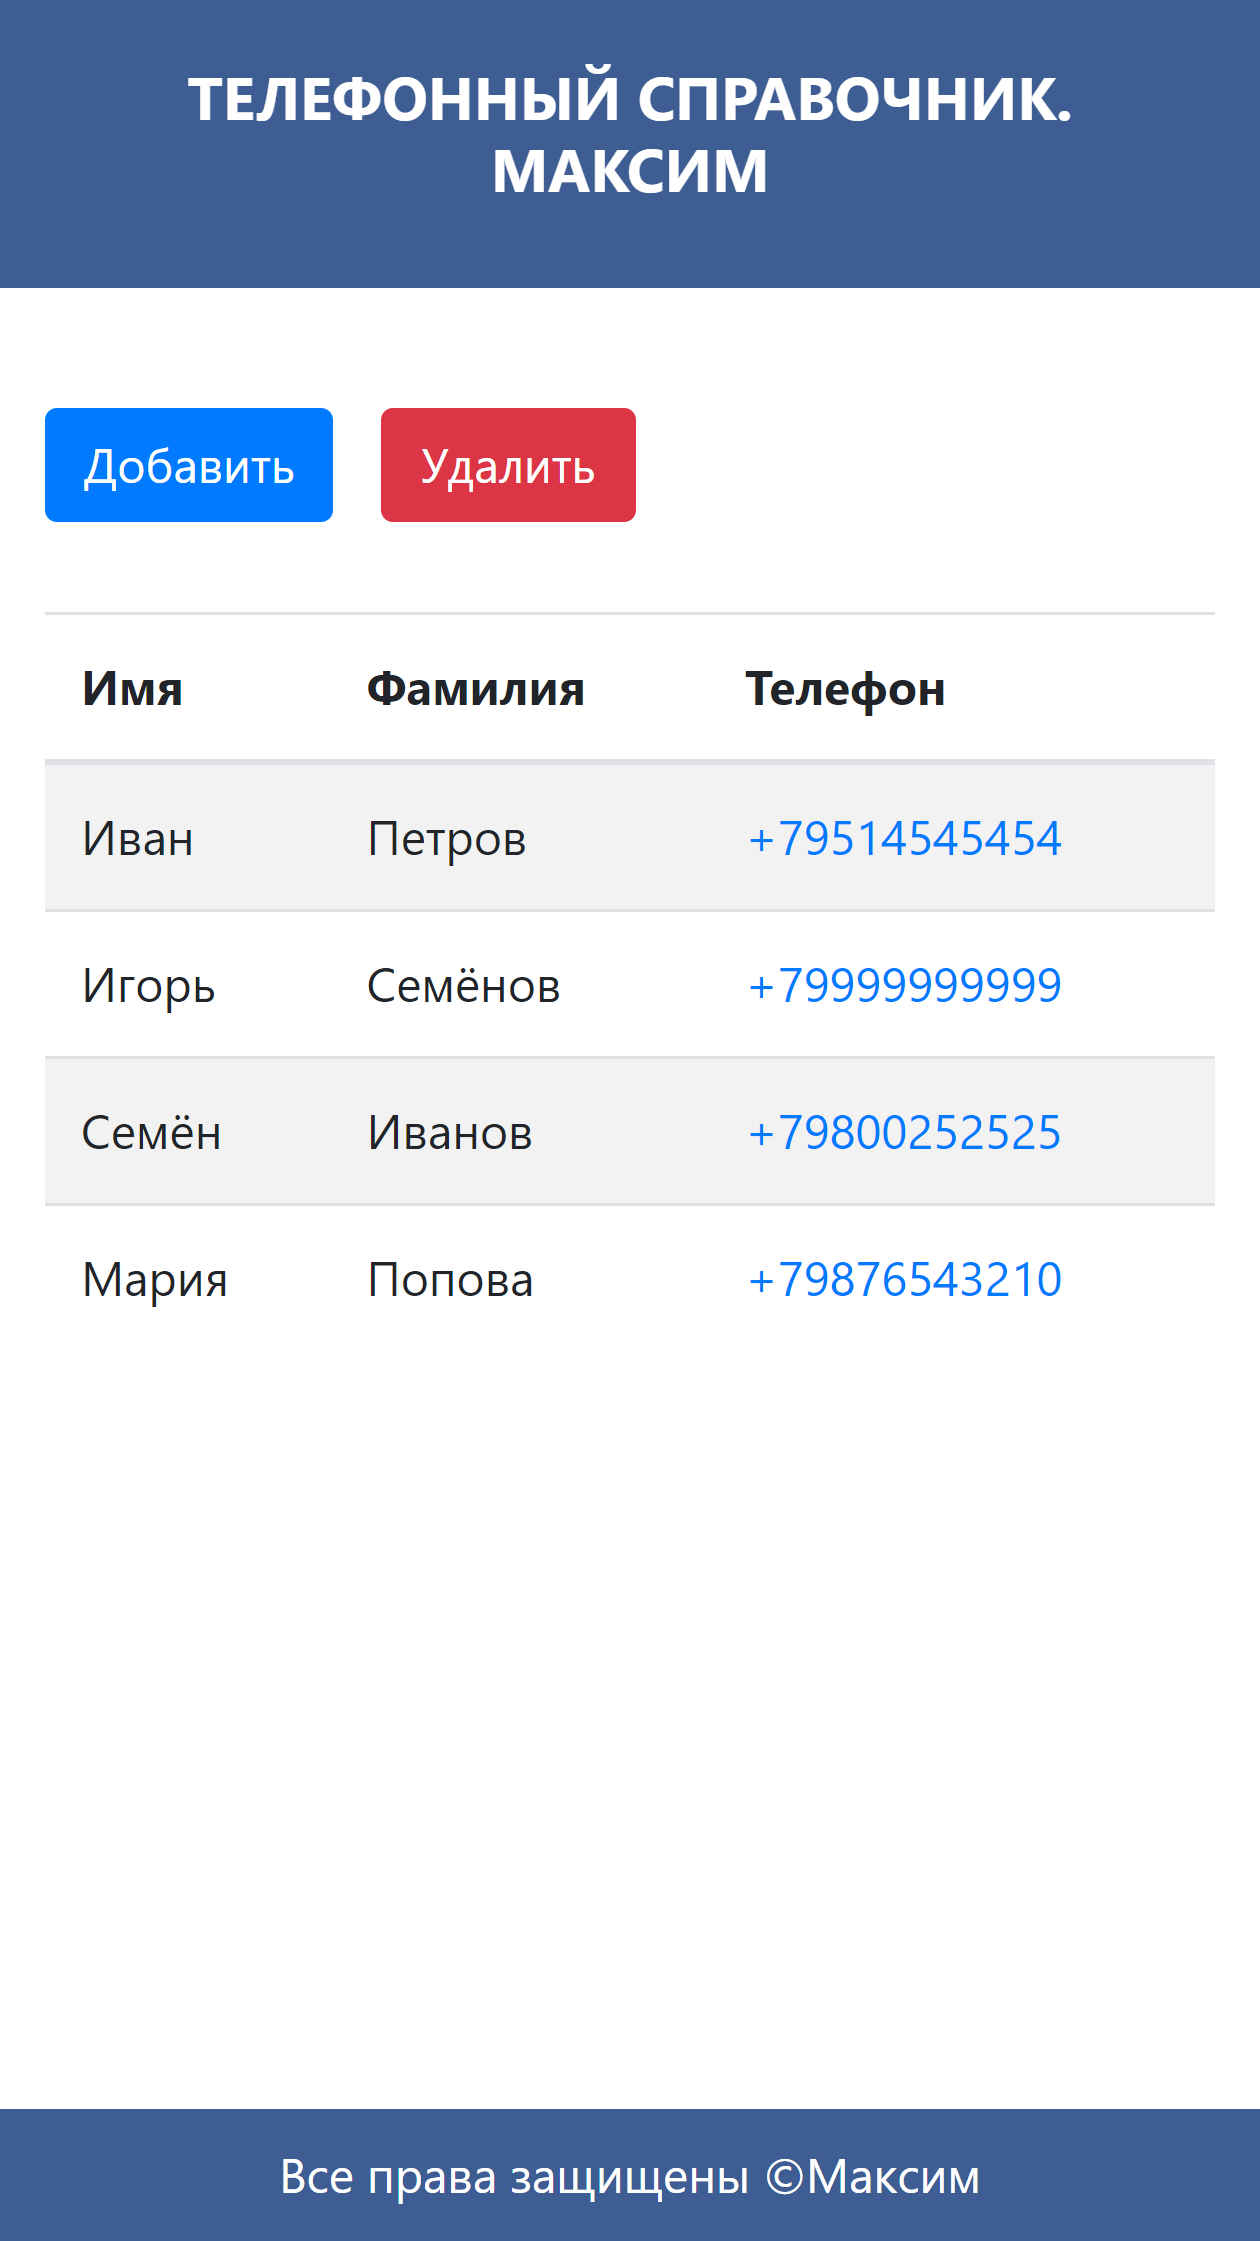 ТЕЛЕФОННЫЙ СПРАВОЧНИК.
МАКСИМ
Добавить Удалить
Имя Фамилия Телефон
Иван Петров +79514545454
Игорь Семёнов +79999999999
Семён Иванов +79800252525
Мария Попова +79876543210
Все права защищены ©Максим